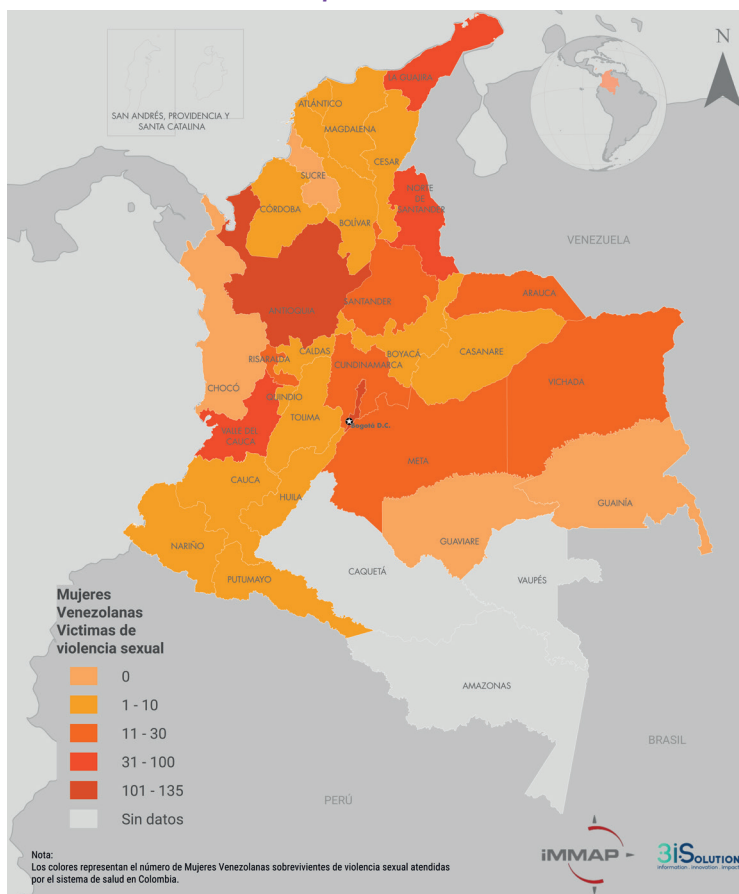 N
SAN ANDRÉS, PROVIDENCIA Y
SANTA CATALINA
LA GUAJIRA
ATLÁNTICO
MAGDALENA
CESAR
SUCRE
NORTE
DE
SANTANDER
CÓRDOBA
BOLÍVAR
VENEZUELA
ANTIOQUIA
SANTANDER
ARAUCA
RISARALDA
CALDAS
CUNDINAMARCA
BOYACÁ
CASANARE
VICHADA
CHOCÓ
QUINDIO
TOLIMA
Bogotá D.C.
VALLE DEL
CAUCA
META
CAUCA
HUILA
GUAINÍA
GUAVIARE
NARIÑO
CAQUETÁ
VAUPÉS
PUTUMAYO
AMAZONAS
BRASIL
PERÚ
Mujeres
Venezolanas
Victimas de
violencia sexual
0
1 - 10
11 - 30
31 - 100
101 - 135
Sin datos
Nota:
Los colores representan el número de Mujeres Venezolanas sobrevivientes de violencia sexual atendidas
por el sistema de salud en Colombia.
iMMAP
3iSOLUTION
Information . Innovation . Impact